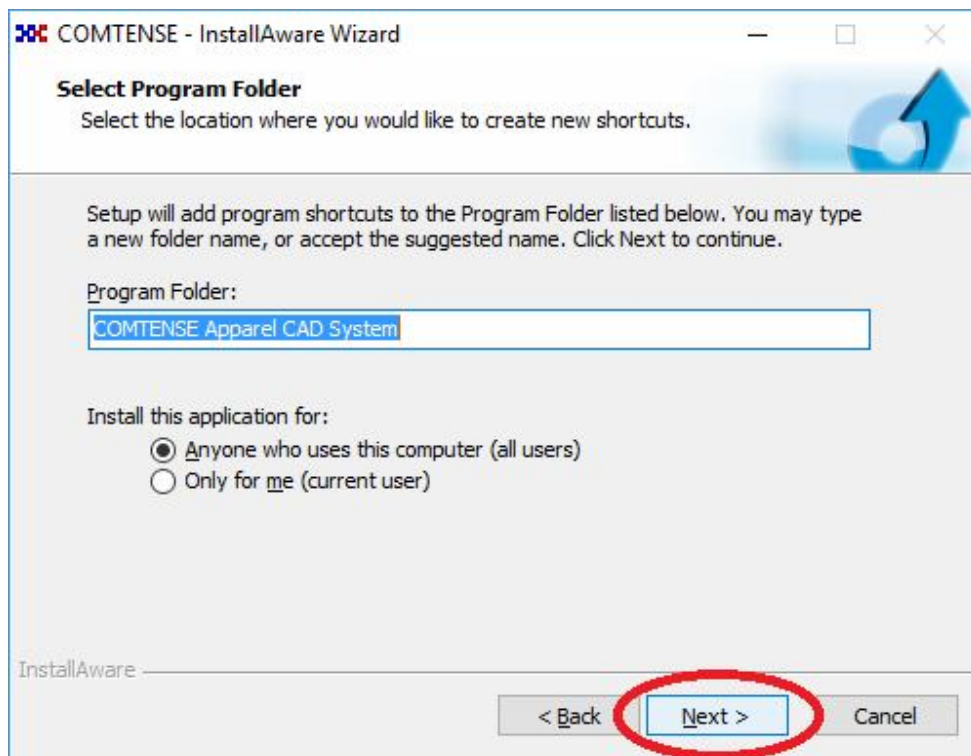 COMTENSE - InstallAware Wizard
Select Program Folder
Select the location where you would like to create new shortcuts.
Setup will add program shortcuts to the Program Folder listed below. You may type
a new folder name, or accept the suggested name. Click Next to continue.
Program Folder:
COMTENSE Apparel CAD System
Install this application for:
Anyone who uses this computer (all users)
Only for me (current user)
InstallAware
< Back
Next >
Cancel